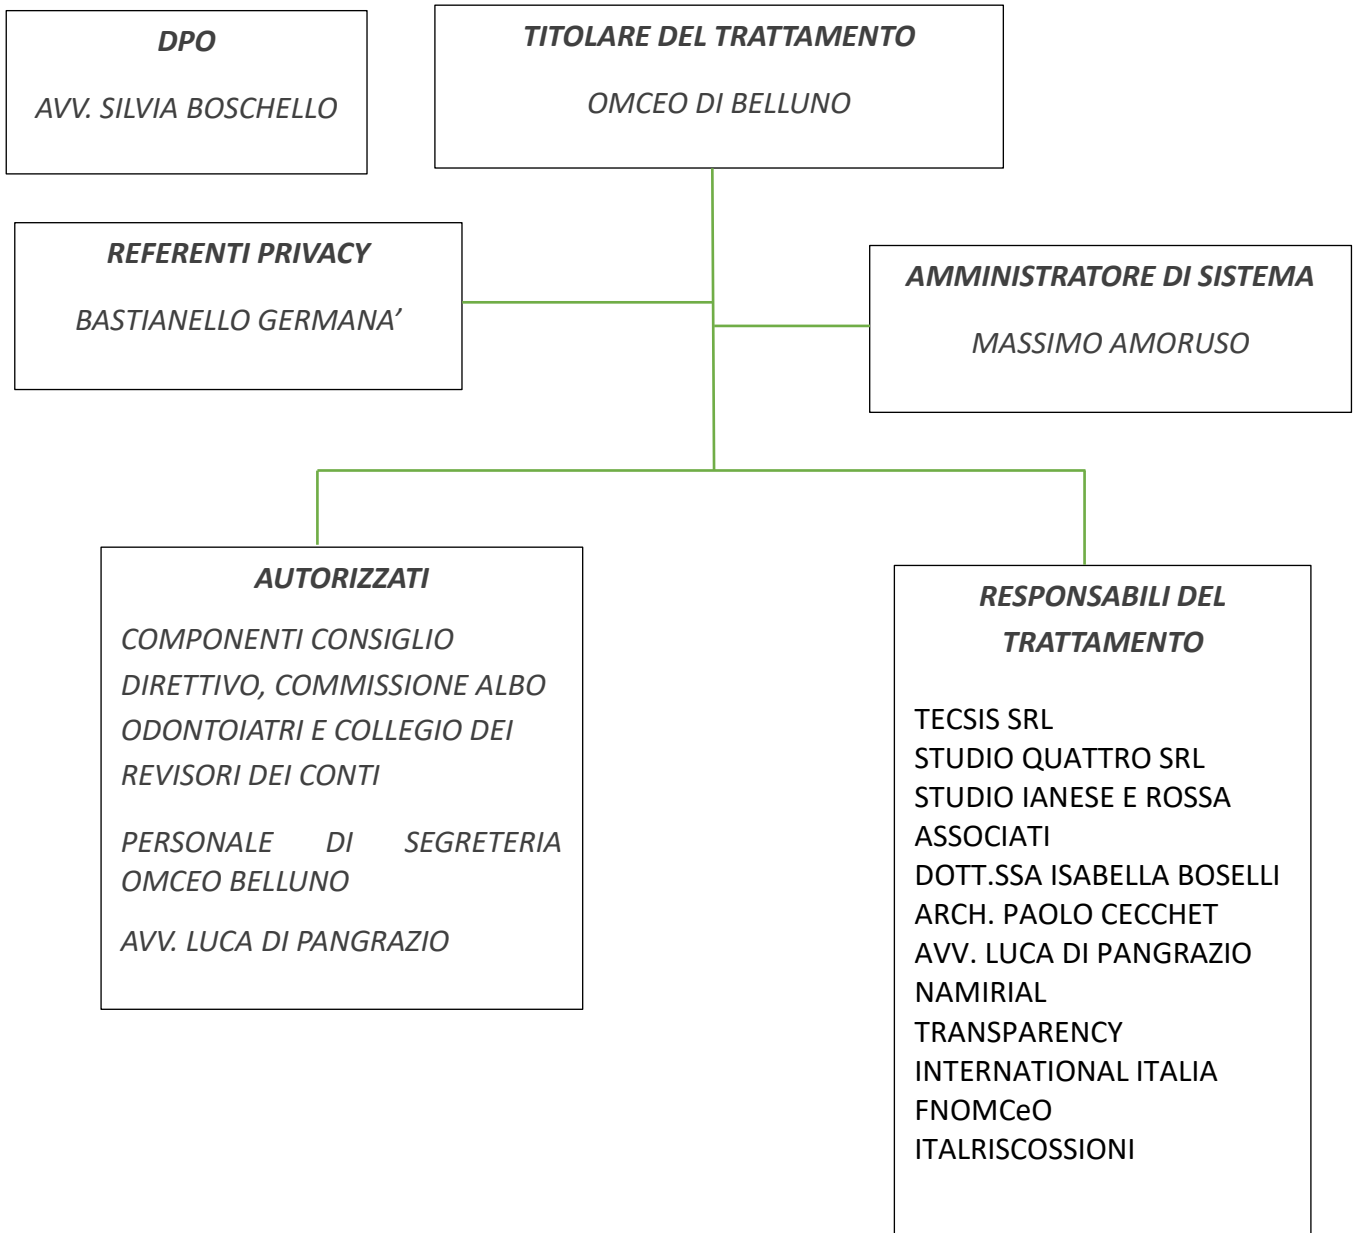 DPO
AVV. SILVIA BOSCHELLO
TITOLARE DEL TRATTAMENTO
OMCEO DI BELLUNO
REFERENTI PRIVACY
BASTIANELLO GERMANA’
AMMINISTRATORE DI SISTEMA
MASSIMO AMORUSO
AUTORIZZATI
COMPONENTI CONSIGLIO
DIRETTIVO, COMMISSIONE ALBO
ODONTOIATRI E COLLEGIO DEI
REVISORI DEI CONTI
PERSONALE DI SEGRETERIA
OMCEO BELLUNO
AVV. LUCA DI PANGRAZIO
RESPONSABILI DEL
TRATTAMENTO
TECSIS SRL
STUDIO QUATTRO SRL
STUDIO IANESE E ROSSA
ASSOCIATI
DOTT.SSA ISABELLA BOSELLI
ARCH. PAOLO CECCHET
AVV. LUCA DI PANGRAZIO
NAMIRIAL
TRANSPARENCY
INTERNATIONAL ITALIA
FNOMCeO
ITALRISCOSSIONI